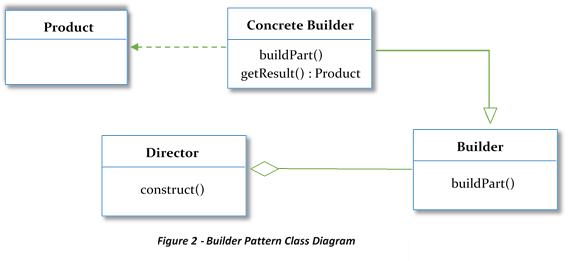 Product
Concrete Builder
buildPart()
getResult() : Product
Director
construct()
Builder
buildPart()
Figure 2 - Builder Pattern Class Diagram